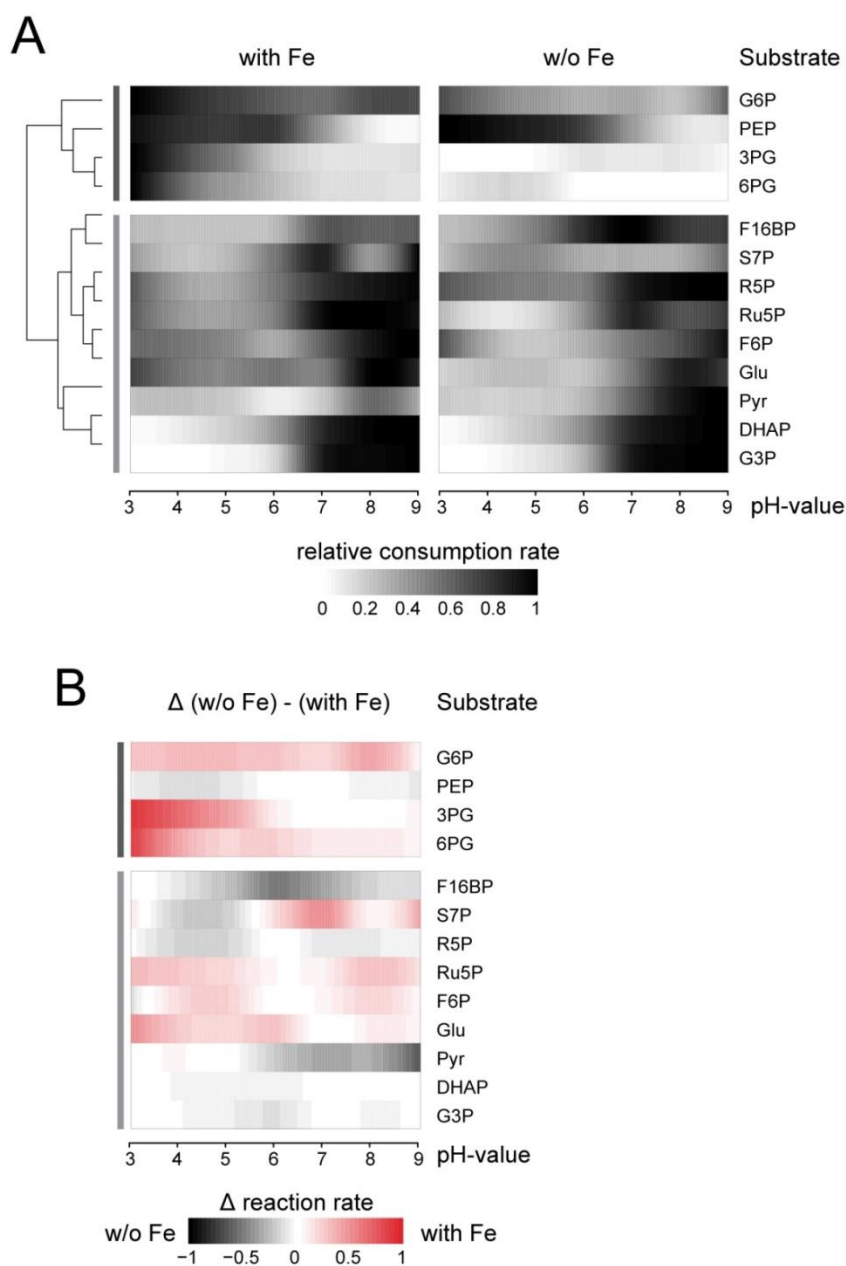 A
with Fe w/o Fe Substrate
G6P
PEP
3PG
6PG
F16BP
S7P
R5P
Ru5P
F6P
Glu
Pyr
DHAP
G3P
3 4 5 6 7 8 9 3 4 5 6 7 8 9 pH-value
relative consumption rate
0 0.2 0.4 0.6 0.8 1
B
Δ (w/o Fe) - (with Fe) Substrate
G6P
PEP
3PG
6PG
F16BP
S7P
R5P
Ru5P
F6P
Glu
Pyr
DHAP
G3P
3 4 5 6 7 8 9 pH-value
Δ reaction rate
w/o Fe with Fe
−1 −0.5 0 0.5 1